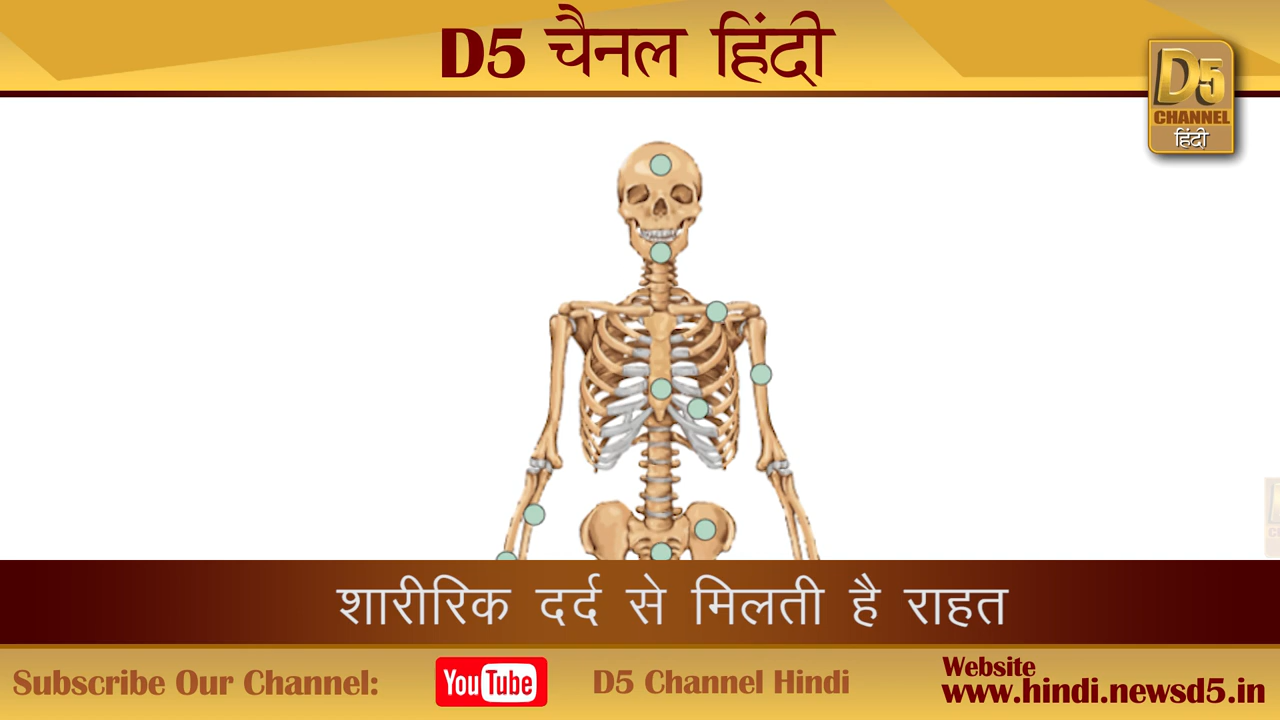 D5 चैनल हिंदी
D5
CHANNEL
हिंदी
शारीरिक दर्द से मिलती है राहत
Subscribe Our Channel:
YouTube
D5 Channel Hindi
Website
www.hindi.newsd5.in